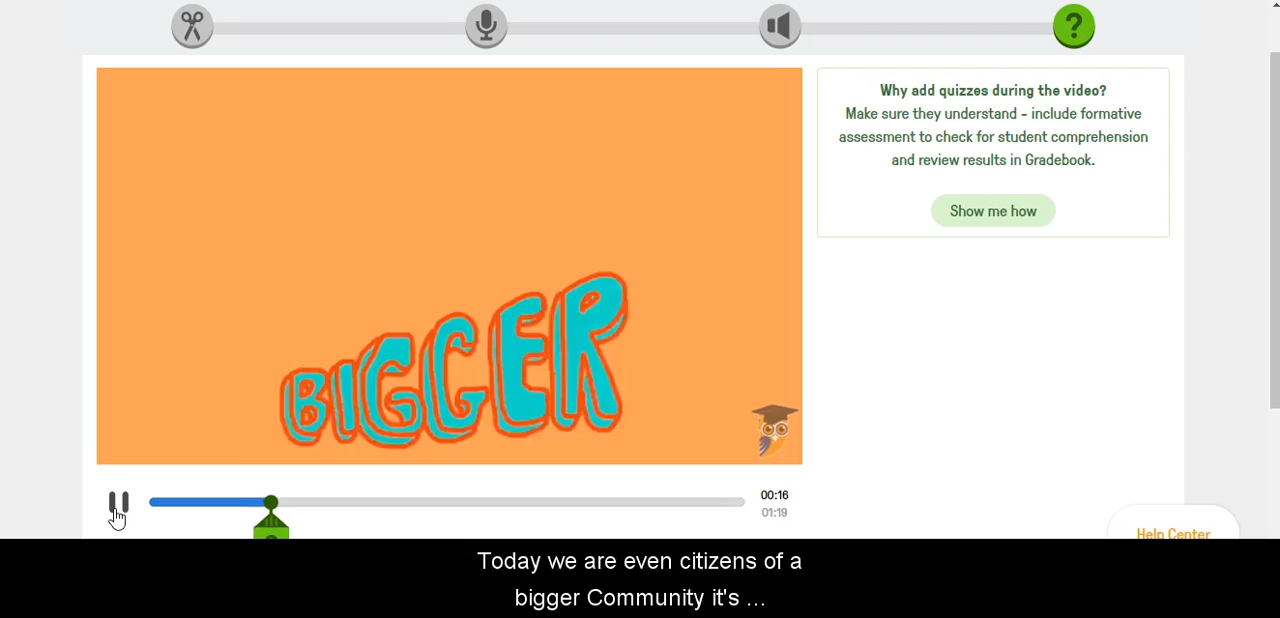 ?
Why add quizzes during the video?
Make sure they understand - include formative
assessment to check for student comprehension
and review results in Gradebook.
Show me how
BIGGER
00:16
01:19
Help Center
Today we are even citizens of a
bigger Community it's ...